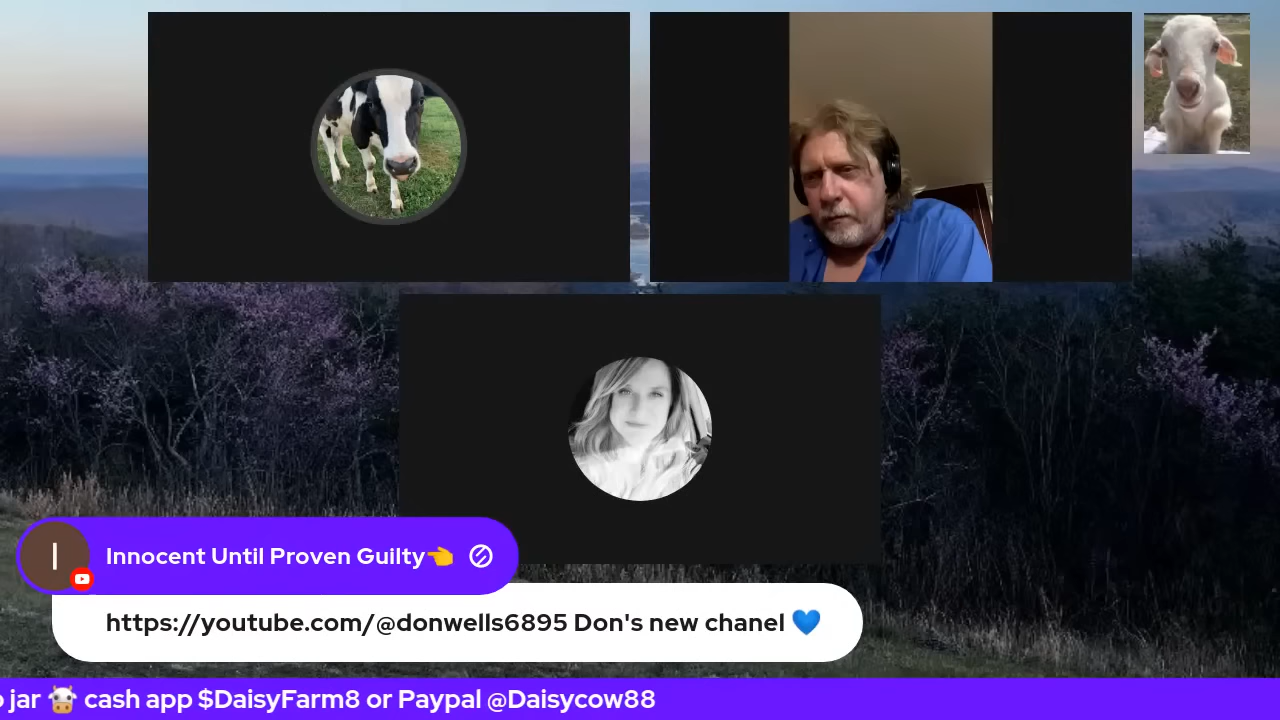 I
Innocent Until Proven Guilty👈
https://youtube.com/@donwells6895 Don's new chanel 💙
jar 🐮 cash app $DaisyFarm8 or Paypal @Daisycow88